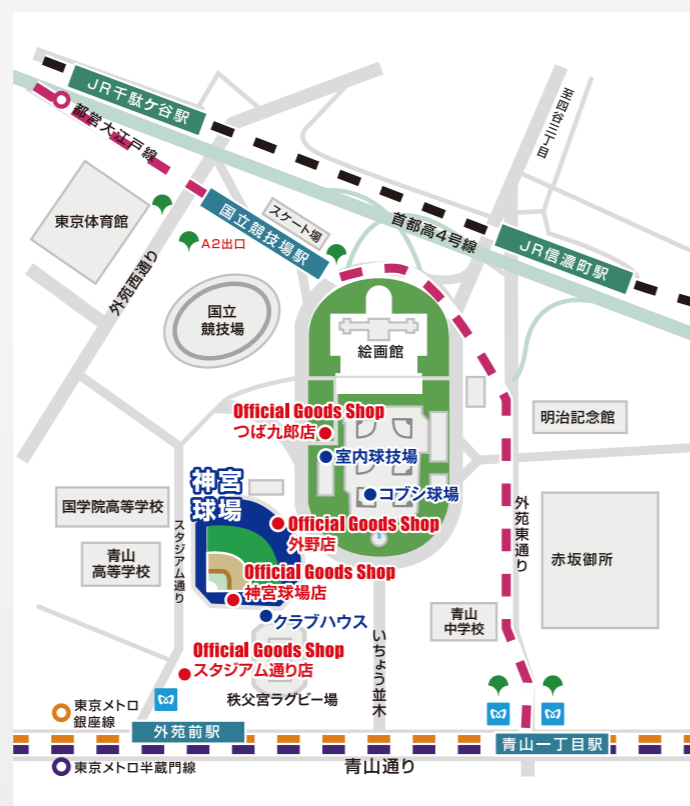 JR千駄ケ谷駅
都営大江戸線
至四谷三丁目
東京体育館
A2出口
国立競技場駅
スケート場
首都高4号線
JR信濃町駅
外苑西通り
国立
競技場
絵画館
Official Goods Shop
つば九郎店
明治記念館
室内球技場
神宮
球場
コブシ球場
国学院高等学校
スタジアム通り
Official Goods Shop
外野店
外苑東通り
青山
高等学校
赤坂御所
Official Goods Shop
神宮球場店
クラブハウス
青山
中学校
いちょう並木
Official Goods Shop
スタジアム通り店
秩父宮ラグビー場
東京メトロ
銀座線
外苑前駅
青山一丁目駅
東京メトロ半蔵門線
青山通り